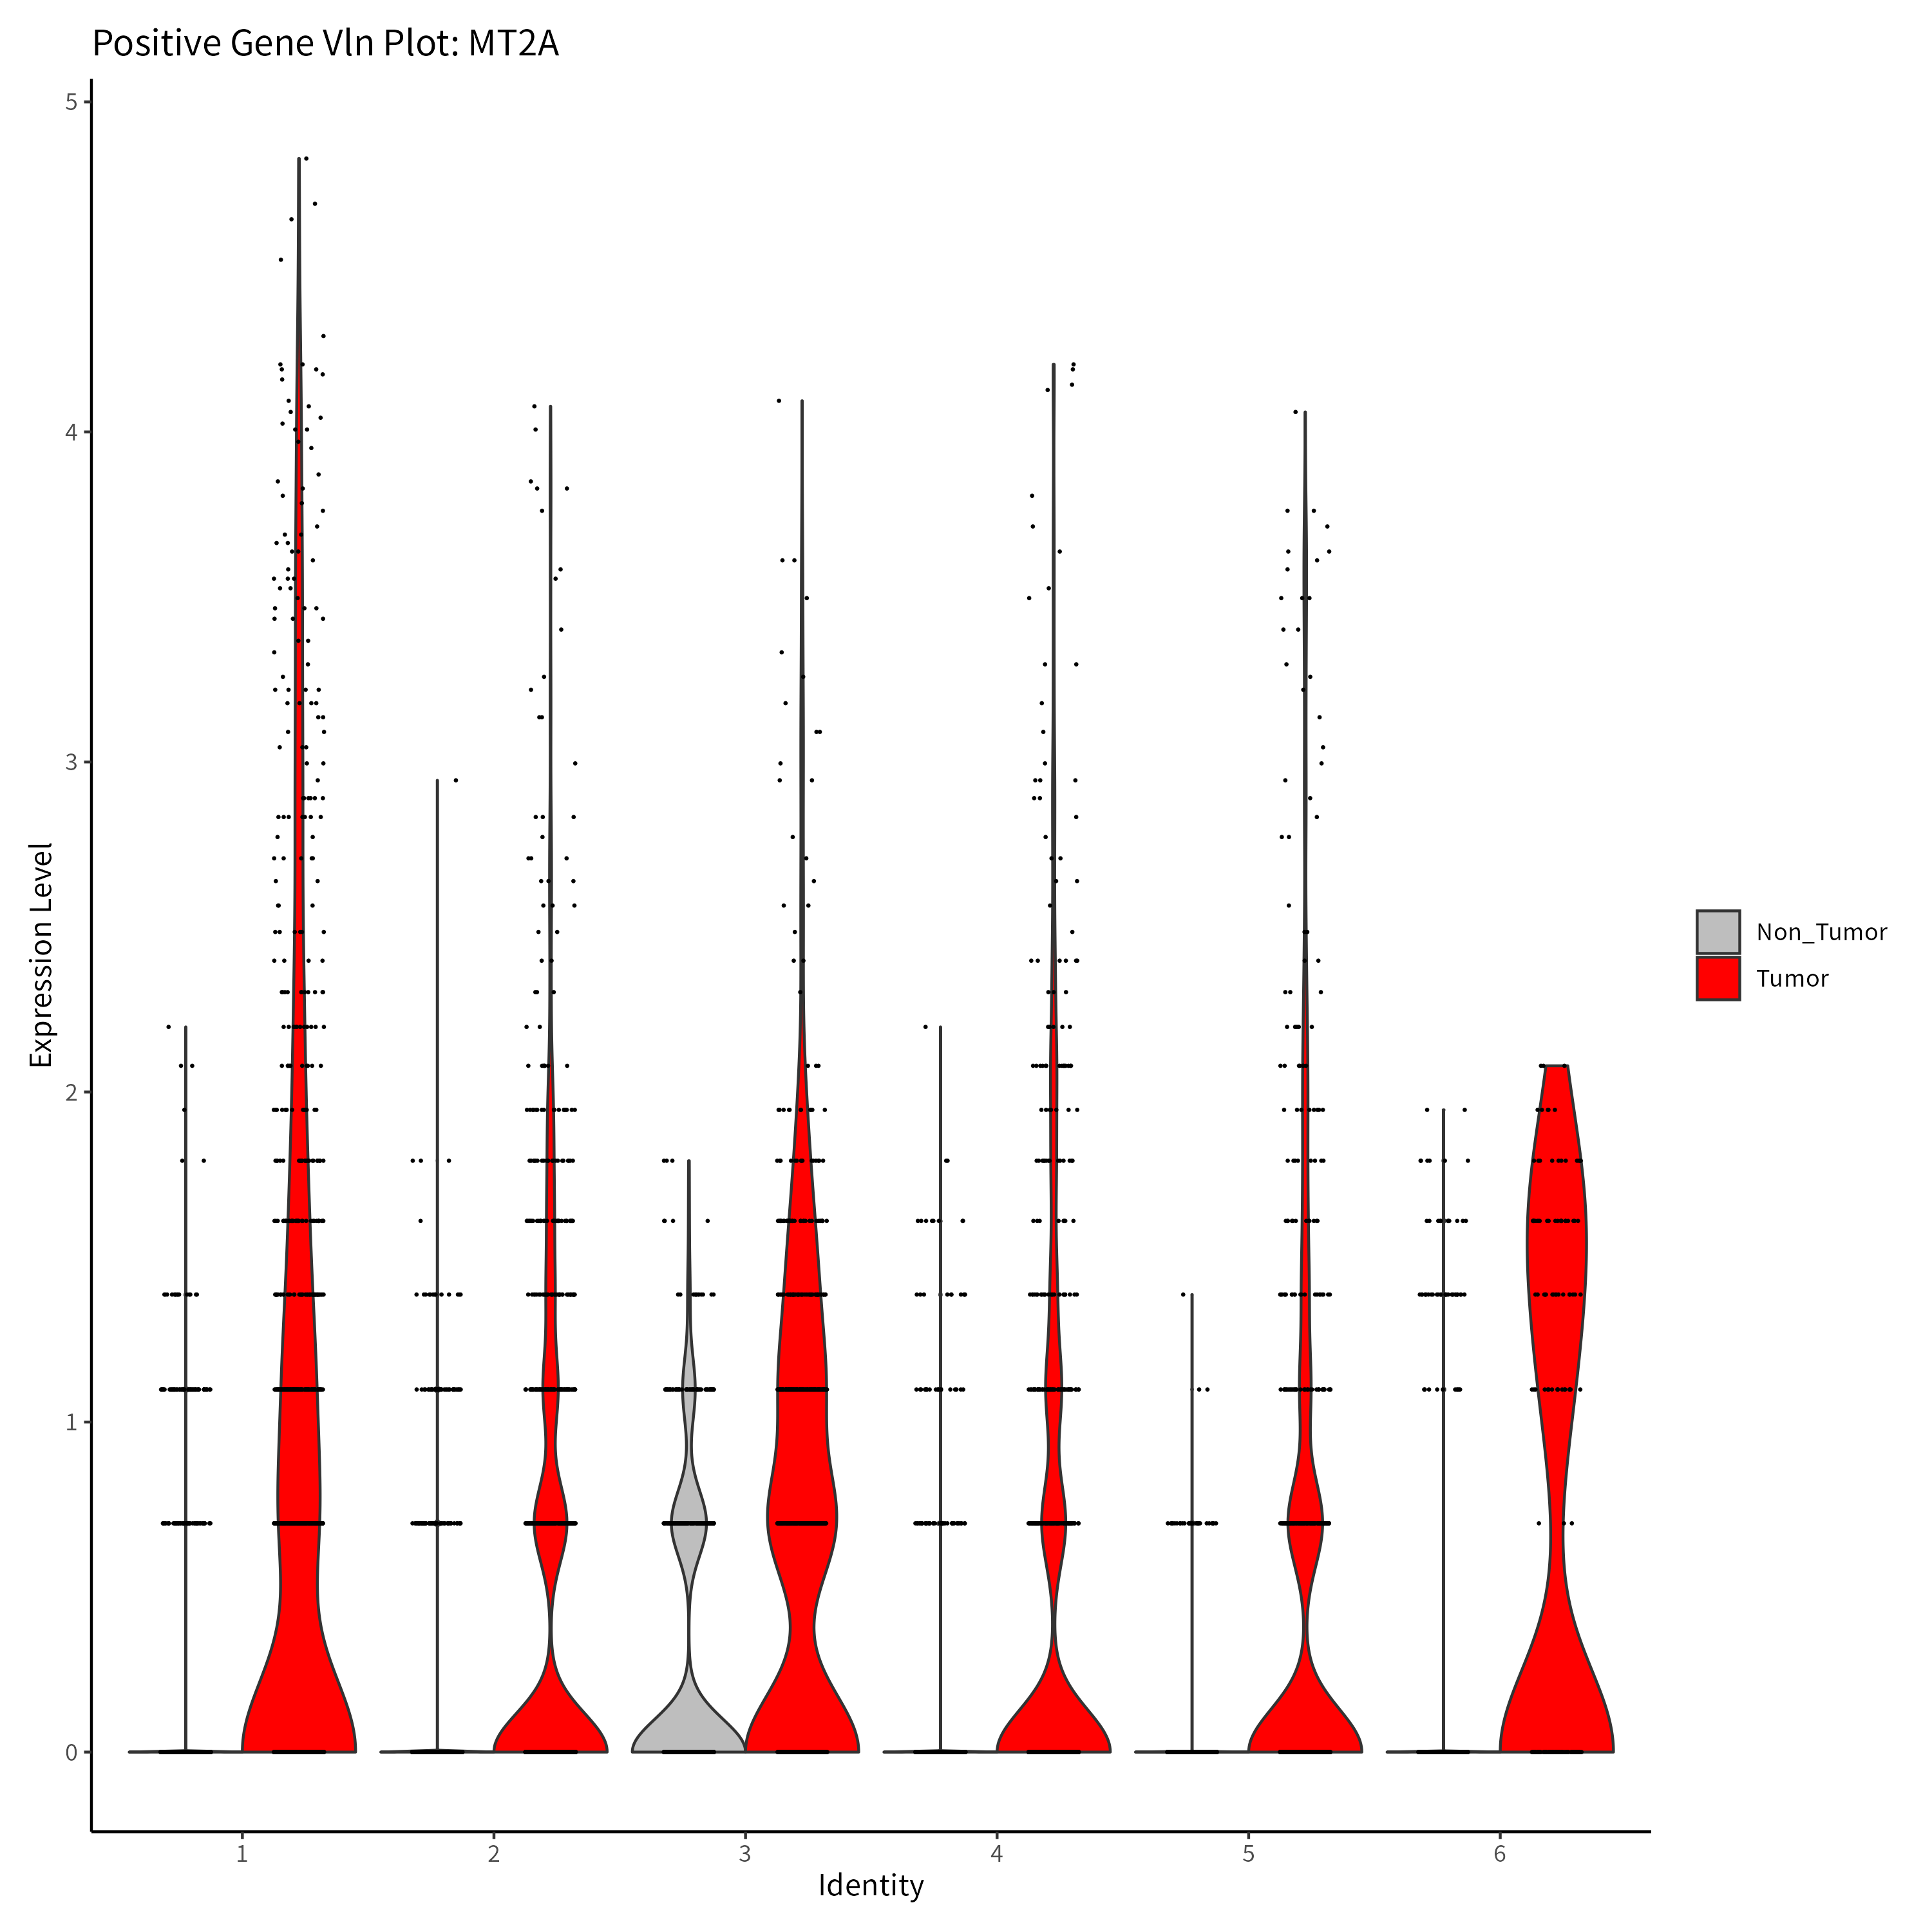 Positive Gene Vln Plot: MT2A
5
4
3
2
1
0
Expression Level
1 2 3 4 5 6
Identity
Non_Tumor
Tumor